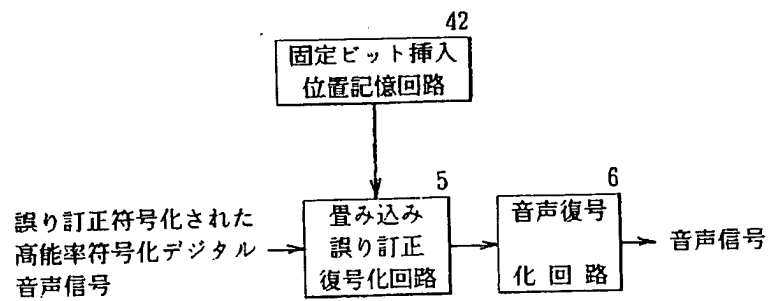 42
固定ビット挿入
位置記憶回路
誤り訂正符号化された
高能率符号化デジタル
音声信号
5
畳み込み
誤り訂正
復号化回路
6
音声復号
化回路
音声信号